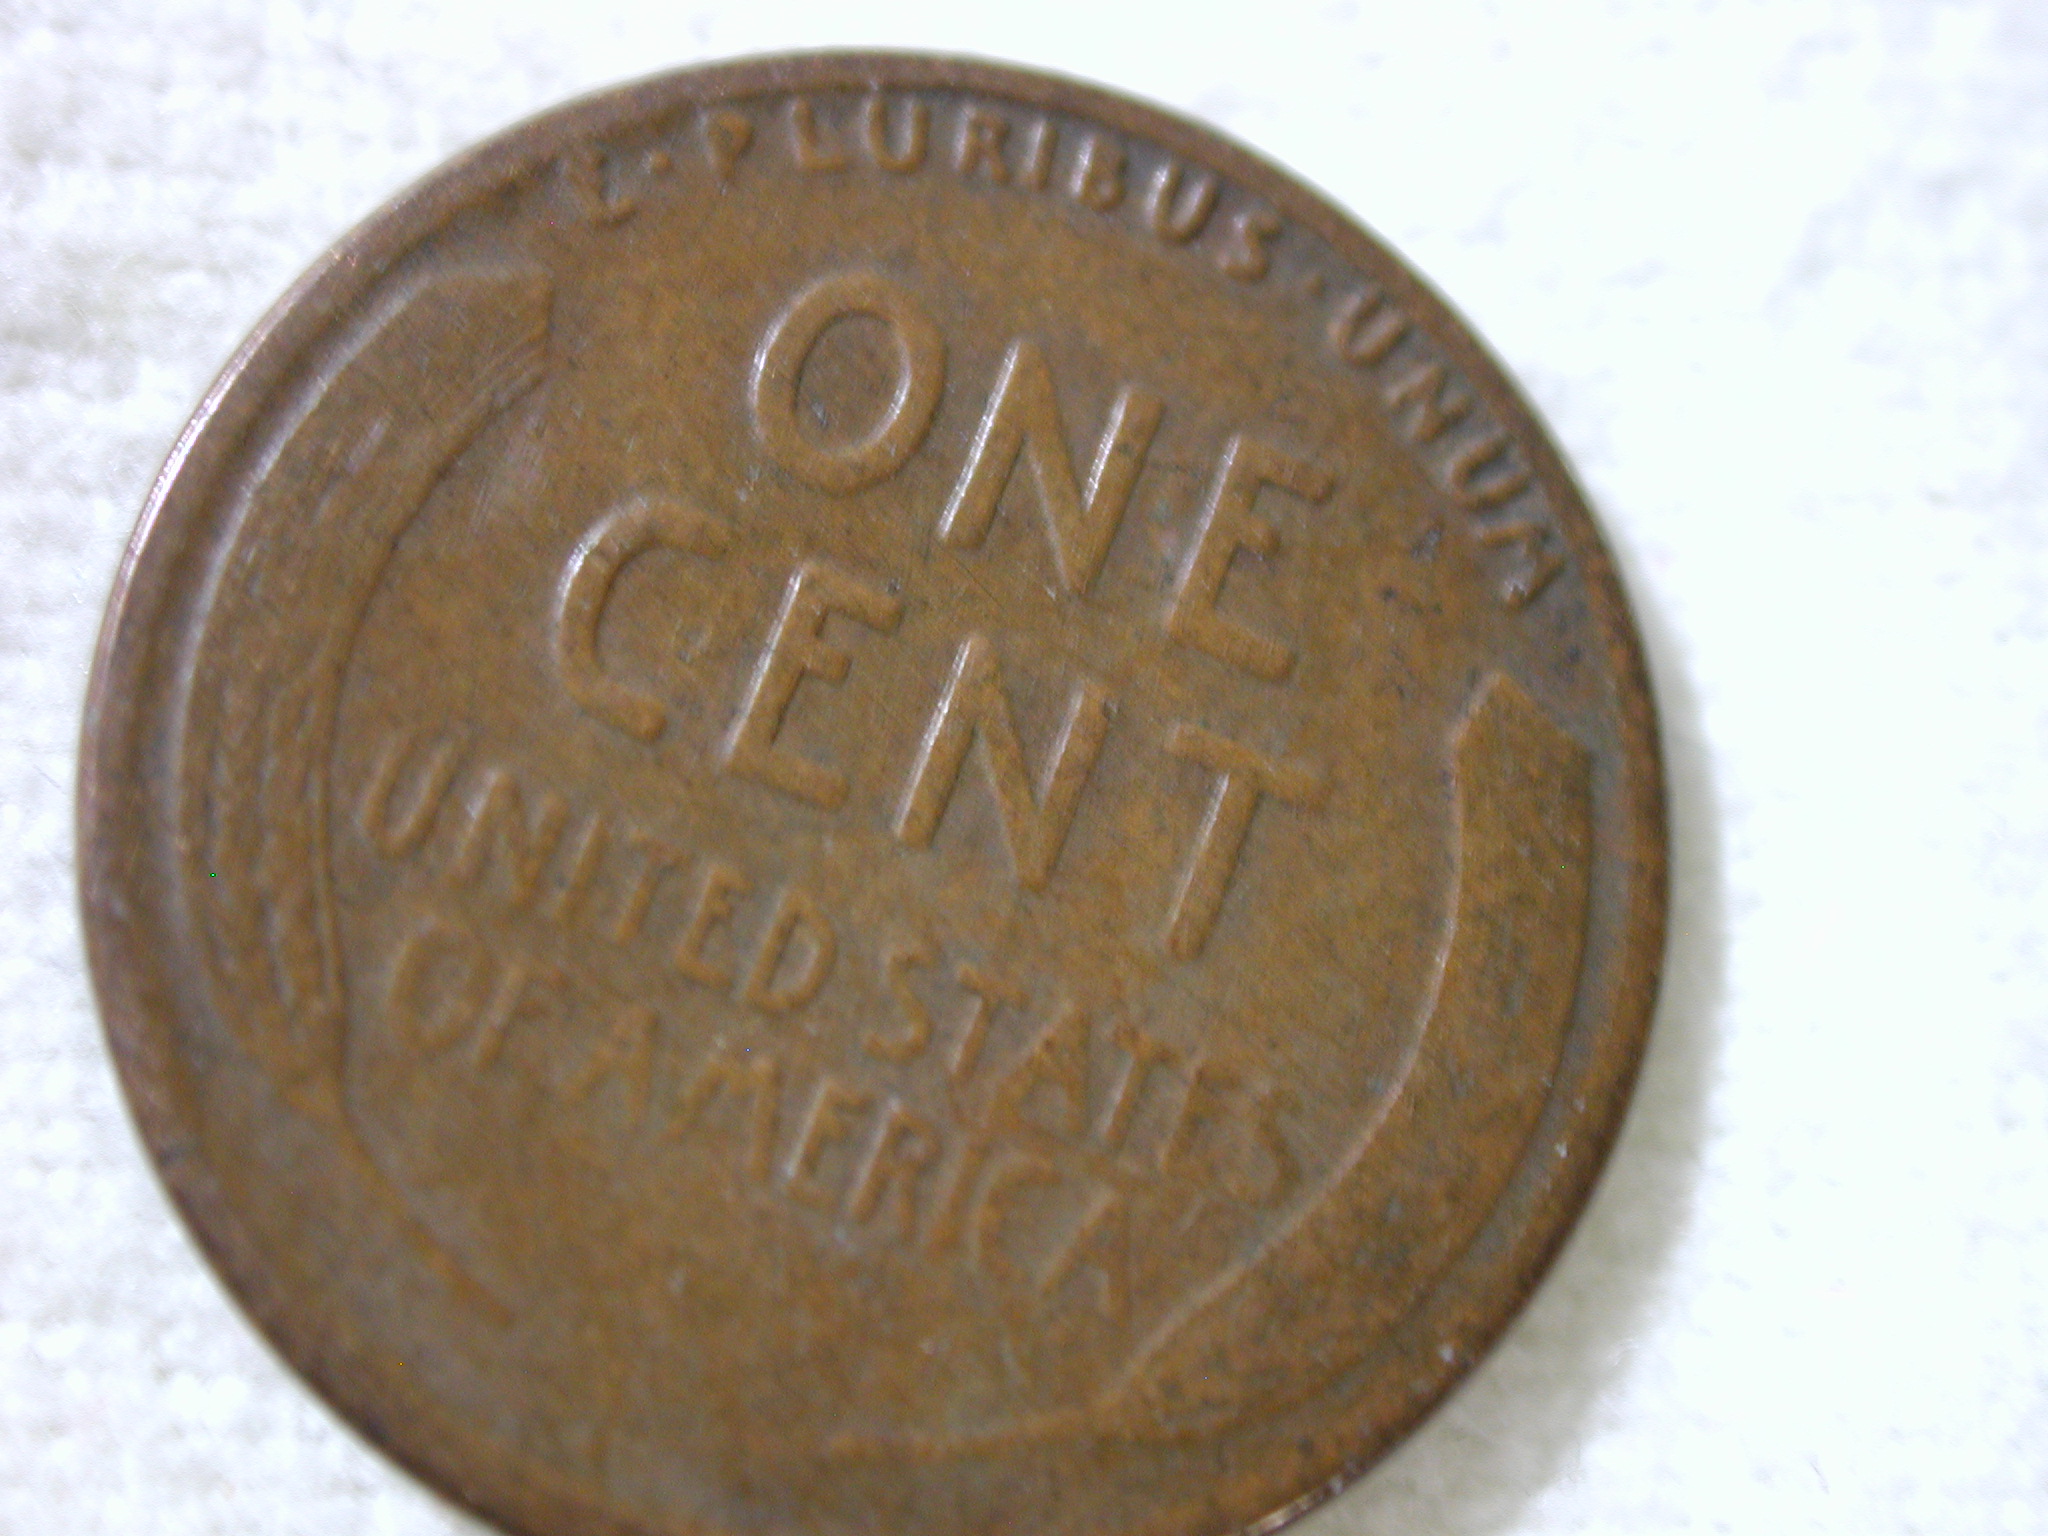 E·PLURIBUS·UNUM
ONE
CENT
UNITED STATES
OF AMERICA